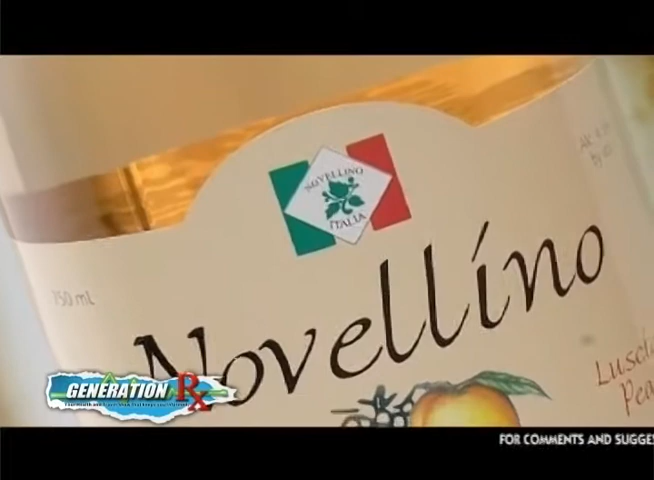 NOVELLINO
ITALIA
750 mL
Novellíno
GENERATION Rx
FOR COMMENTS AND SUGGES